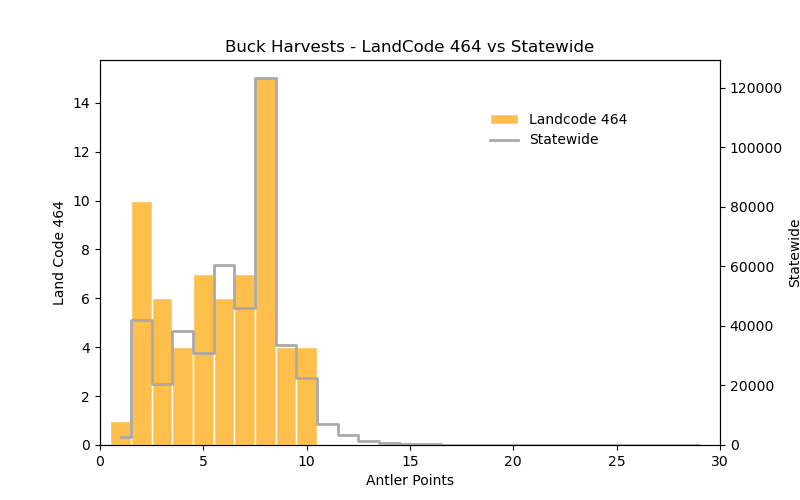 Buck Harvests - LandCode 464 vs Statewide
Land Code 464
14
12
10
8
6
4
2
0
Landcode 464
Statewide
120000
100000
80000
60000
40000
20000
0
Statewide
0 5 10 15 20 25 30
Antler Points